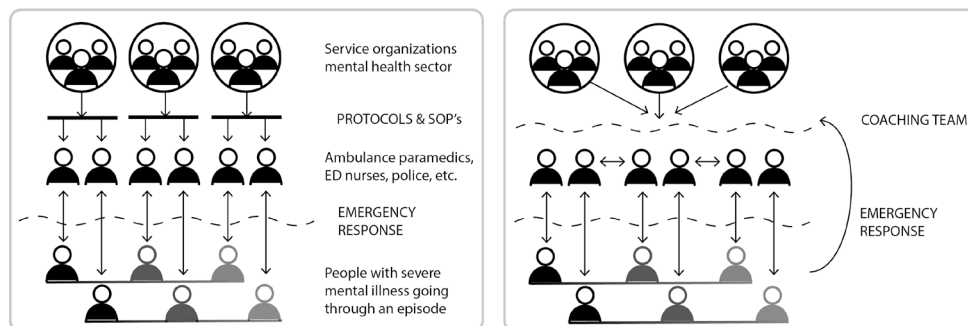 Service organizations
mental health sector
PROTOCOLS & SOP's
Ambulance paramedics,
ED nurses, police, etc.
EMERGENCY
RESPONSE
People with severe
mental illness going
through an episode
COACHING TEAM
EMERGENCY
RESPONSE